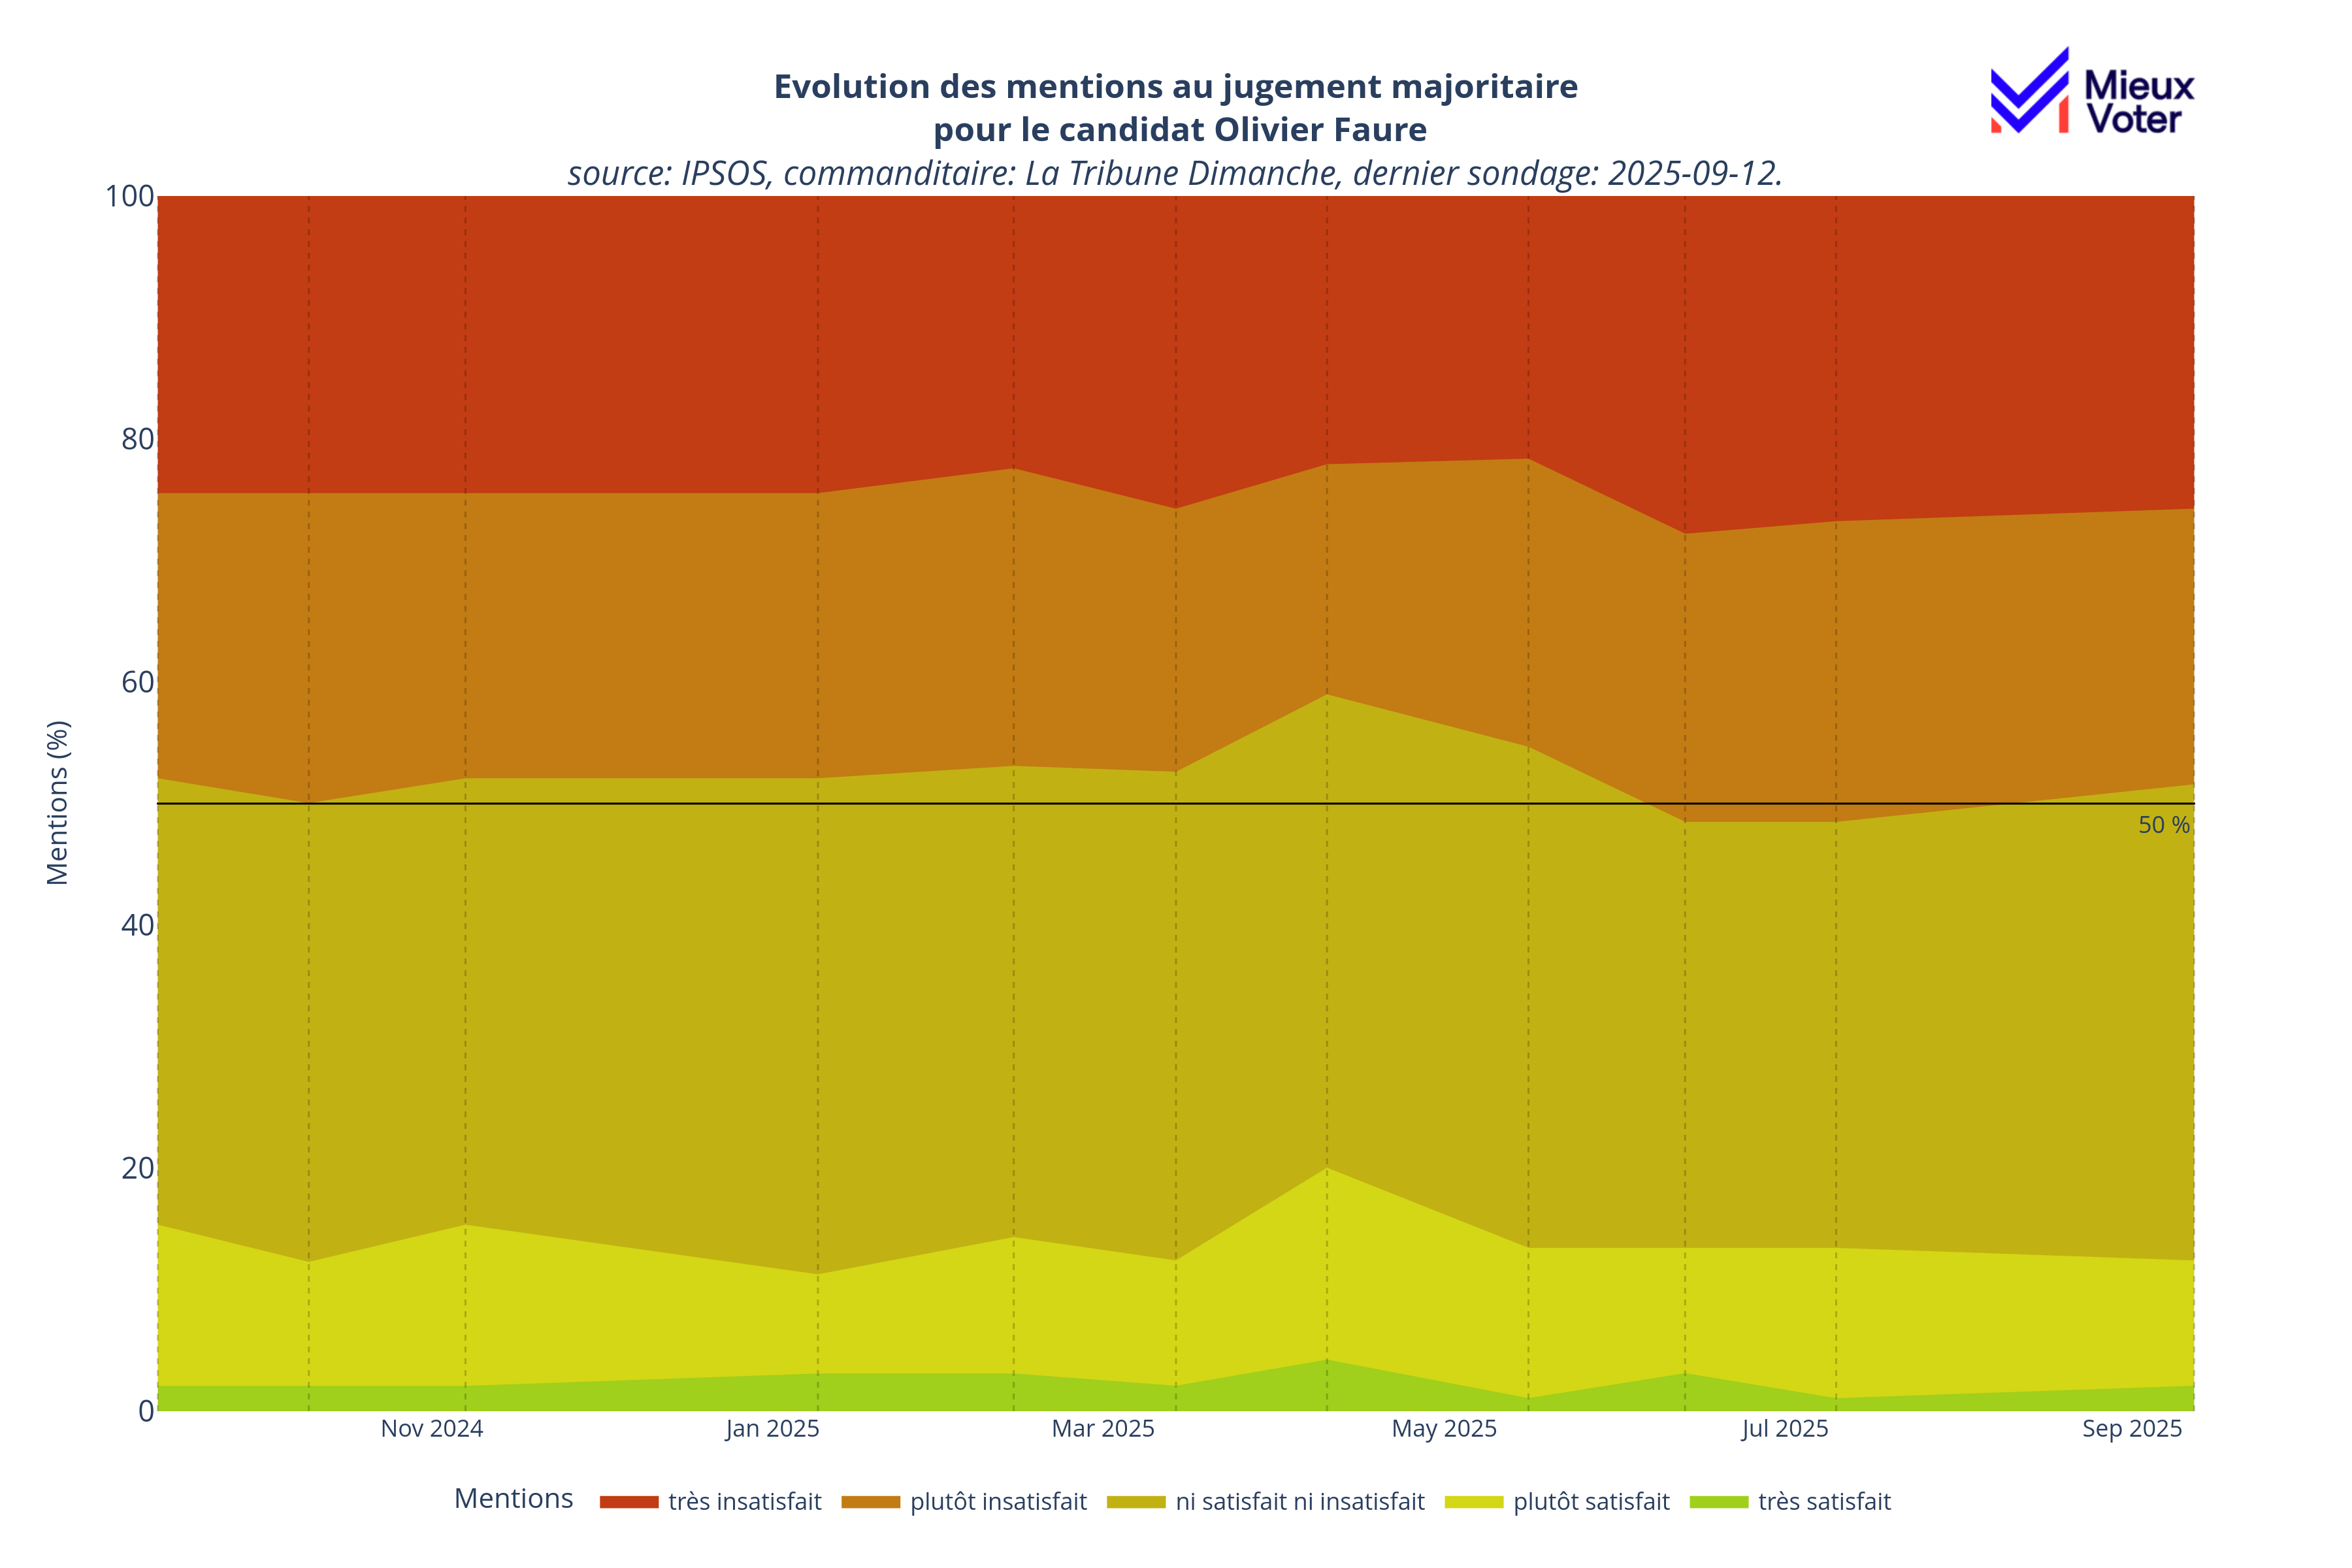 Evolution des mentions au jugement majoritaire
pour le candidat Olivier Faure
source: IPSOS, commanditaire: La Tribune Dimanche, dernier sondage: 2025-09-12.
Mieux
Voter
100
80
60
40
20
0
Mentions (%)
50 %
Nov 2024
Jan 2025
Mar 2025
May 2025
Jul 2025
Sep 2025
Mentions
très insatisfait
plutôt insatisfait
ni satisfait ni insatisfait
plutôt satisfait
très satisfait